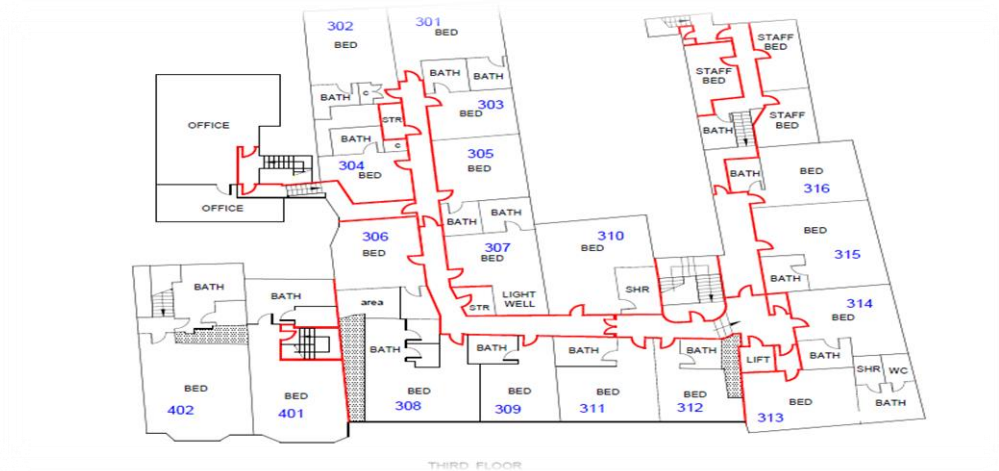 302
BED
301
BED
BATH
BATH
BATH
C
303
BED
STR
BATH
C
304
BED
305
BED
OFFICE
OFFICE
STAFF
BED
STAFF
BED
STAFF
BED
BATH
BATH
BED
316
BED
315
BATH
306
BED
BATH
BATH
307
BED
310
BED
SHR
LIGHT
WELL
STR
area
314
BED
BATH
BATH
BATH
BED
402
BED
401
BATH
BED
308
BATH
BED
309
BATH
BED
311
BATH
BED
312
LIFT
BED
313
SHR
WC
BATH
THIRD FLOOR